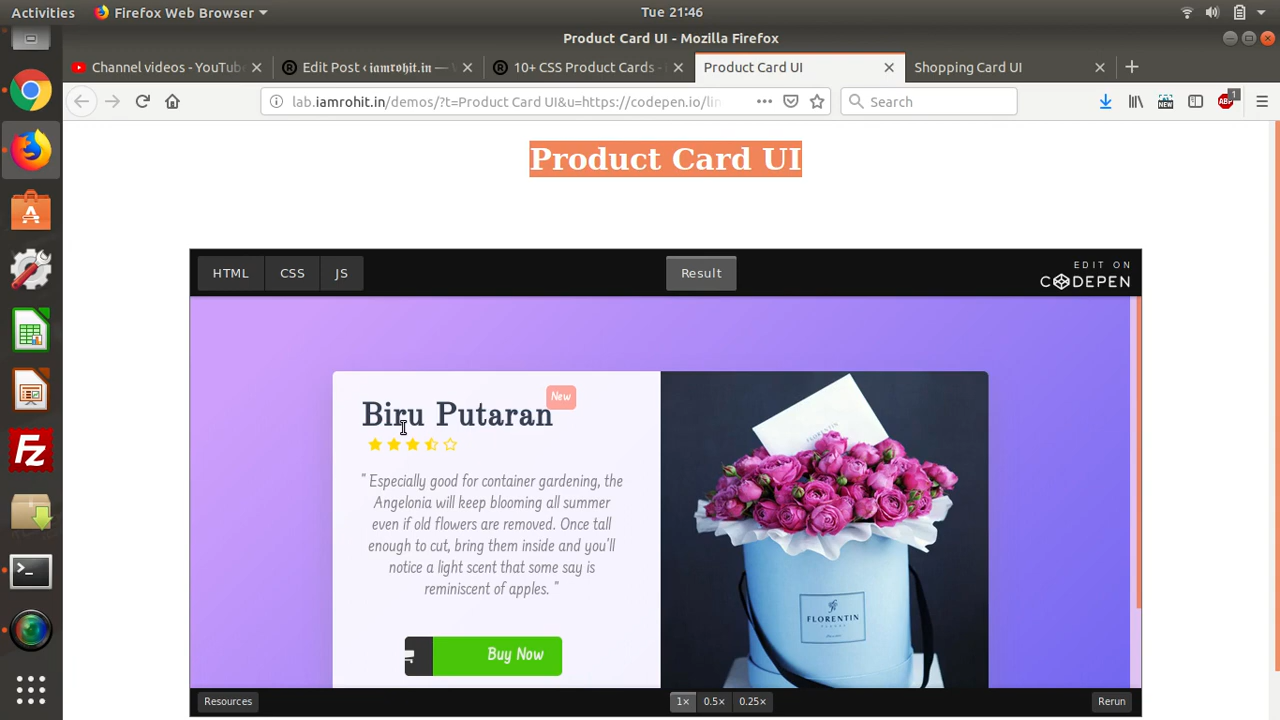 Activities
Firefox Web Browser
Tue 21:46
Product Card UI - Mozilla Firefox
Channel videos - YouTube
Edit Post ‹ iamrohit.in —
10+ CSS Product Cards -
Product Card UI
Shopping Card UI
lab.iamrohit.in/demos/?t=Product Card UI&u=https://codepen.io/lin
Search
NEW
ABP
1
Product Card UI
HTML
CSS
JS
Result
EDIT ON
CODEPEN
Biru Putaran
New
" Especially good for container gardening, the
Angelonia will keep blooming all summer
even if old flowers are removed. Once tall
enough to cut, bring them inside and you'll
notice a light scent that some say is
reminiscent of apples. "
Buy Now
FLORENTIN
Resources
1×
0.5×
0.25×
Rerun